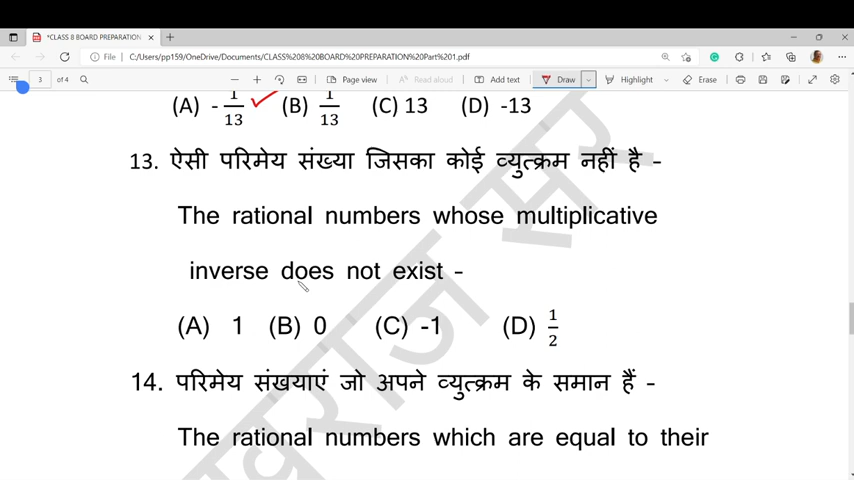 *CLASS 8 BOARD PREPARATION
File | C:/Users/pp159/OneDrive/Documents/CLASS%208%20BOARD%20PREPARATION%20Part%201.pdf
3 of 4 Page view Read aloud Add text Draw Highlight Erase
(A) - 1/13 (B) 1/13 (C) 13 (D) -13
13. ऐसी परिमेय संख्या जिसका कोई व्युत्क्रम नहीं है -
The rational numbers whose multiplicative
inverse does not exist -
(A) 1 (B) 0 (C) -1 (D) 1/2
14. परिमेय संखयाएं जो अपने व्युत्क्रम के समान हैं -
The rational numbers which are equal to their